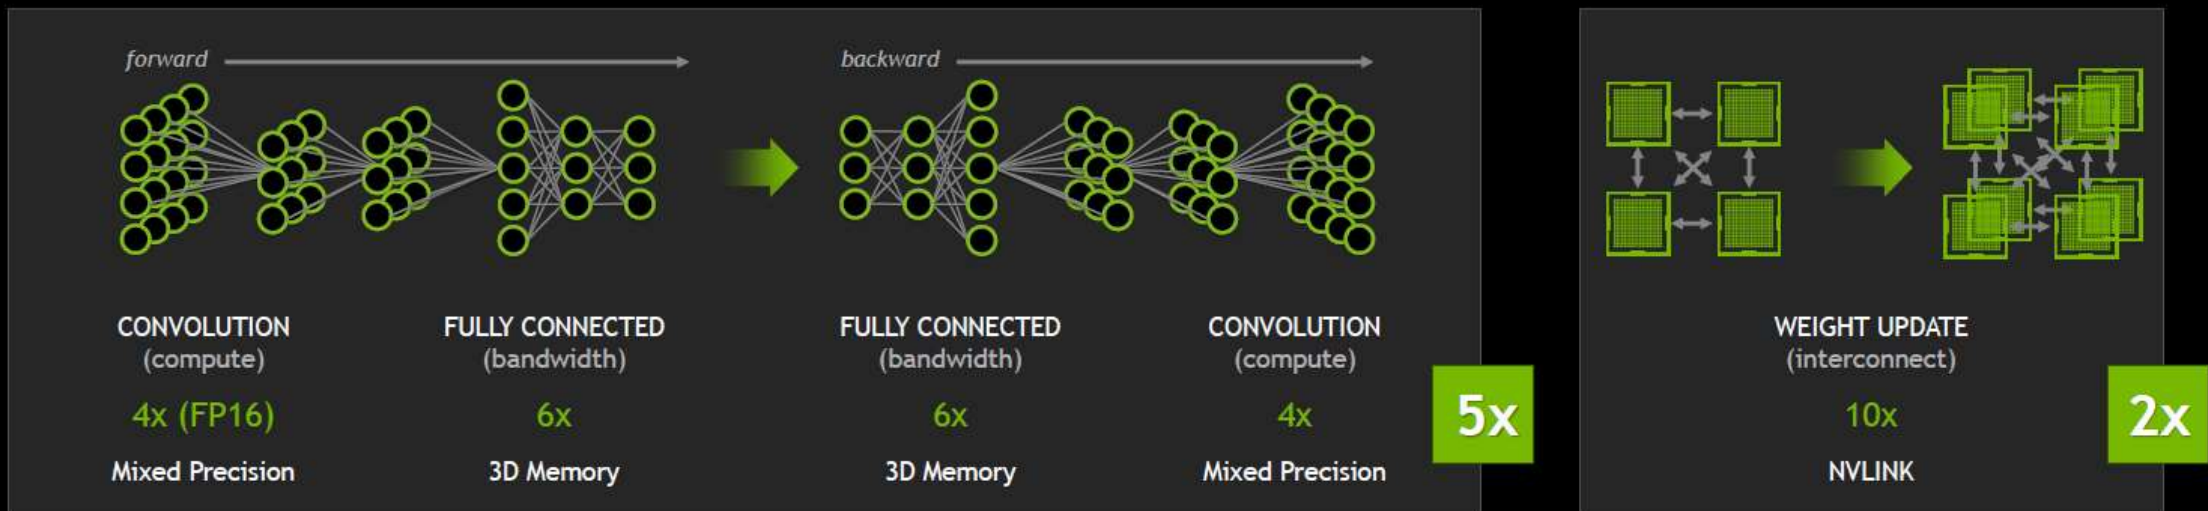 forward
backward
CONVOLUTION
(compute)
4x (FP16)
Mixed Precision
FULLY CONNECTED
(bandwidth)
6x
3D Memory
FULLY CONNECTED
(bandwidth)
6x
3D Memory
CONVOLUTION
(compute)
4x
Mixed Precision
5x
WEIGHT UPDATE
(interconnect)
10x
NVLINK
2x